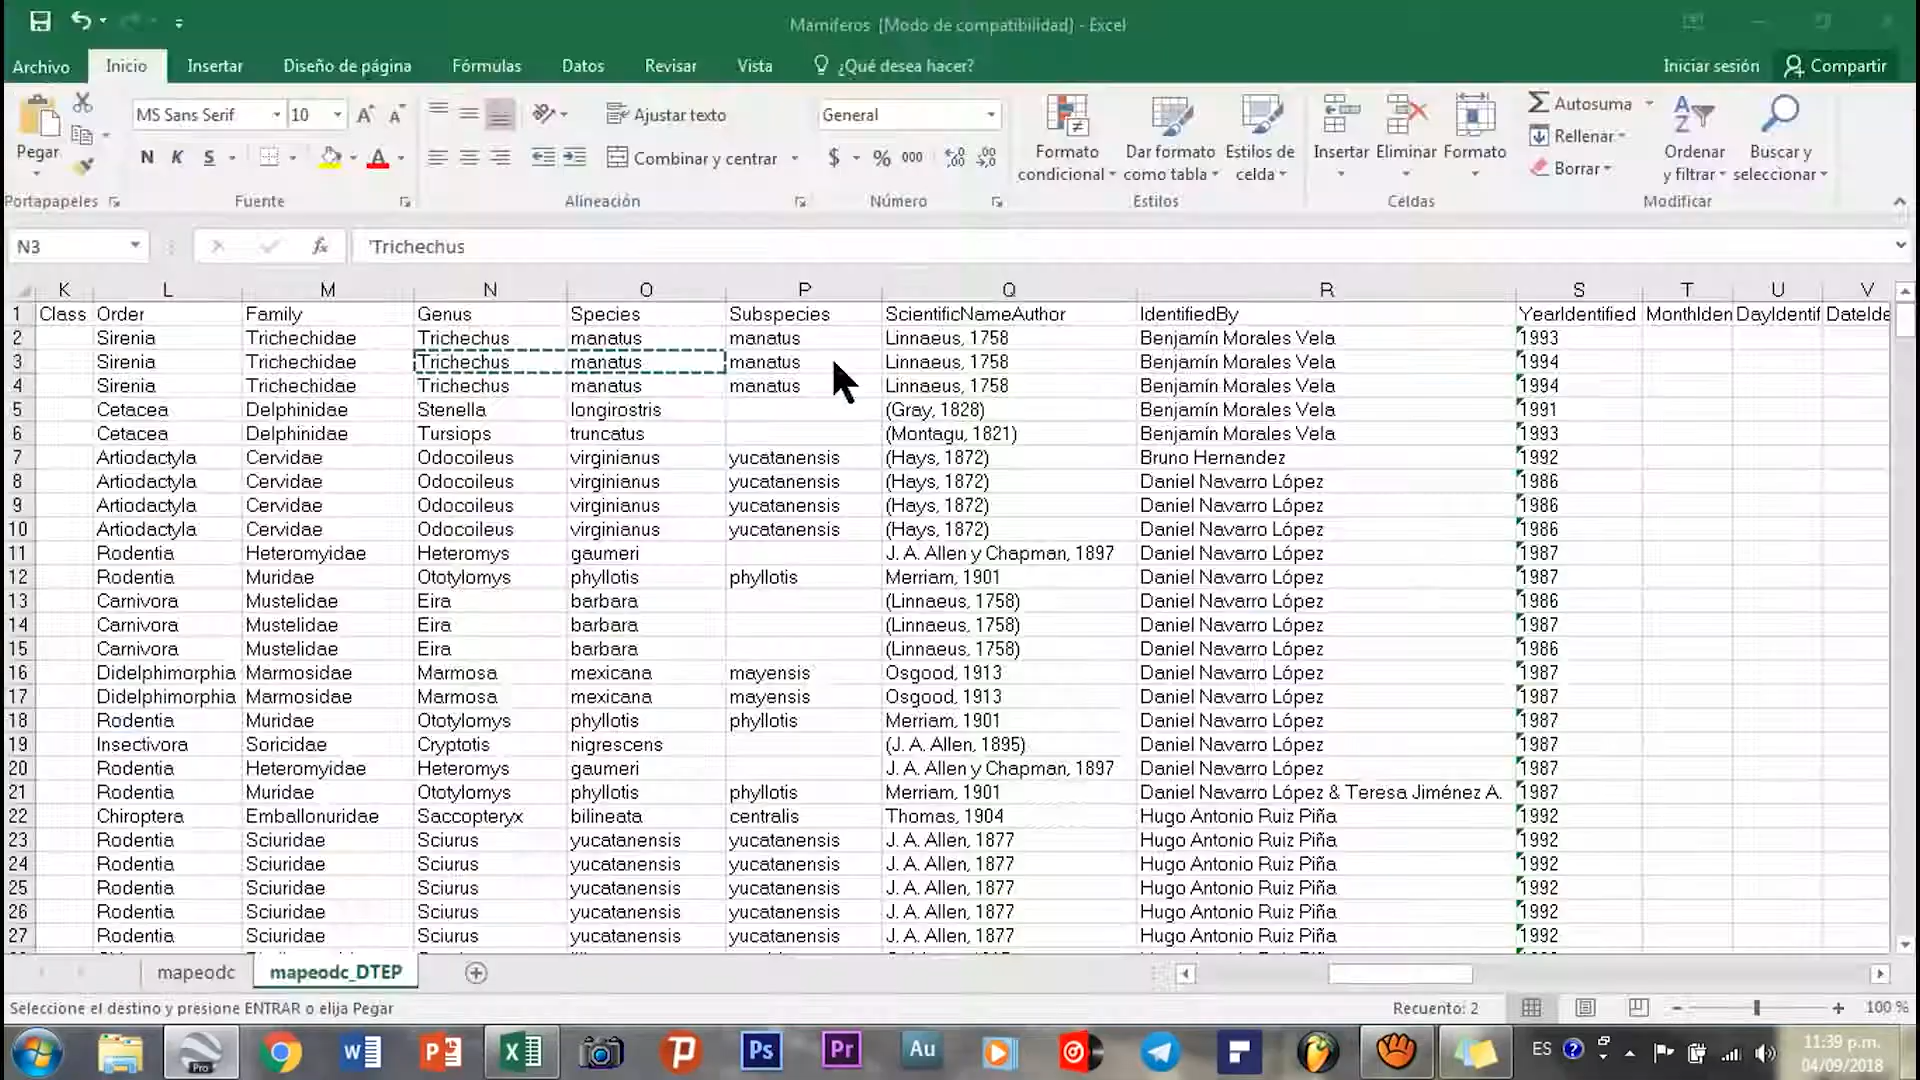 Mamiferos [Modo de compatibilidad] - Excel
Archivo Inicio Insertar Diseño de página Fórmulas Datos Revisar Vista ¿Qué desea hacer? Iniciar sesión Compartir
Pegar MS Sans Serif 10 Ajustar texto General Autosuma
N K S Combinar y centrar $ % 000 Rellenar
Formato condicional Dar formato como tabla Estilos de celda Insertar Eliminar Formato Borrar Ordenar y filtrar Buscar y seleccionar
Portapapeles Fuente Alineación Número Estilos Celdas Modificar
N3 fx 'Trichechus
K L M N O P Q R S T U V
1 Class Order Family Genus Species Subspecies ScientificNameAuthor IdentifiedBy YearIdentified MonthIden DayIdentif DateIde
2 Sirenia Trichechidae Trichechus manatus manatus Linnaeus, 1758 Benjamín Morales Vela 1993
3 Sirenia Trichechidae Trichechus manatus manatus Linnaeus, 1758 Benjamín Morales Vela 1994
4 Sirenia Trichechidae Trichechus manatus manatus Linnaeus, 1758 Benjamín Morales Vela 1994
5 Cetacea Delphinidae Stenella longirostris (Gray, 1828) Benjamín Morales Vela 1991
6 Cetacea Delphinidae Tursiops truncatus (Montagu, 1821) Benjamín Morales Vela 1993
7 Artiodactyla Cervidae Odocoileus virginianus yucatanensis (Hays, 1872) Bruno Hernandez 1992
8 Artiodactyla Cervidae Odocoileus virginianus yucatanensis (Hays, 1872) Daniel Navarro López 1986
9 Artiodactyla Cervidae Odocoileus virginianus yucatanensis (Hays, 1872) Daniel Navarro López 1986
10 Artiodactyla Cervidae Odocoileus virginianus yucatanensis (Hays, 1872) Daniel Navarro López 1986
11 Rodentia Heteromyidae Heteromys gaumeri J. A. Allen y Chapman, 1897 Daniel Navarro López 1987
12 Rodentia Muridae Ototylomys phyllotis phyllotis Merriam, 1901 Daniel Navarro López 1987
13 Carnivora Mustelidae Eira barbara (Linnaeus, 1758) Daniel Navarro López 1986
14 Carnivora Mustelidae Eira barbara (Linnaeus, 1758) Daniel Navarro López 1987
15 Carnivora Mustelidae Eira barbara (Linnaeus, 1758) Daniel Navarro López 1986
16 Didelphimorphia Marmosidae Marmosa mexicana mayensis Osgood, 1913 Daniel Navarro López 1987
17 Didelphimorphia Marmosidae Marmosa mexicana mayensis Osgood, 1913 Daniel Navarro López 1987
18 Rodentia Muridae Ototylomys phyllotis phyllotis Merriam, 1901 Daniel Navarro López 1987
19 Insectivora Soricidae Cryptotis nigrescens (J. A. Allen, 1895) Daniel Navarro López 1987
20 Rodentia Heteromyidae Heteromys gaumeri J. A. Allen y Chapman, 1897 Daniel Navarro López 1987
21 Rodentia Muridae Ototylomys phyllotis phyllotis Merriam, 1901 Daniel Navarro López & Teresa Jiménez A. 1987
22 Chiroptera Emballonuridae Saccopteryx bilineata centralis Thomas, 1904 Hugo Antonio Ruiz Piña 1992
23 Rodentia Sciuridae Sciurus yucatanensis yucatanensis J. A. Allen, 1877 Hugo Antonio Ruiz Piña 1992
24 Rodentia Sciuridae Sciurus yucatanensis yucatanensis J. A. Allen, 1877 Hugo Antonio Ruiz Piña 1992
25 Rodentia Sciuridae Sciurus yucatanensis yucatanensis J. A. Allen, 1877 Hugo Antonio Ruiz Piña 1992
26 Rodentia Sciuridae Sciurus yucatanensis yucatanensis J. A. Allen, 1877 Hugo Antonio Ruiz Piña 1992
27 Rodentia Sciuridae Sciurus yucatanensis yucatanensis J. A. Allen, 1877 Hugo Antonio Ruiz Piña 1992
mapeodc mapeodc_DTEP
Seleccione el destino y presione ENTRAR o elija Pegar Recuento: 2 100 %
Pro Ps Pr Au ES 11:39 p.m.
04/09/2018